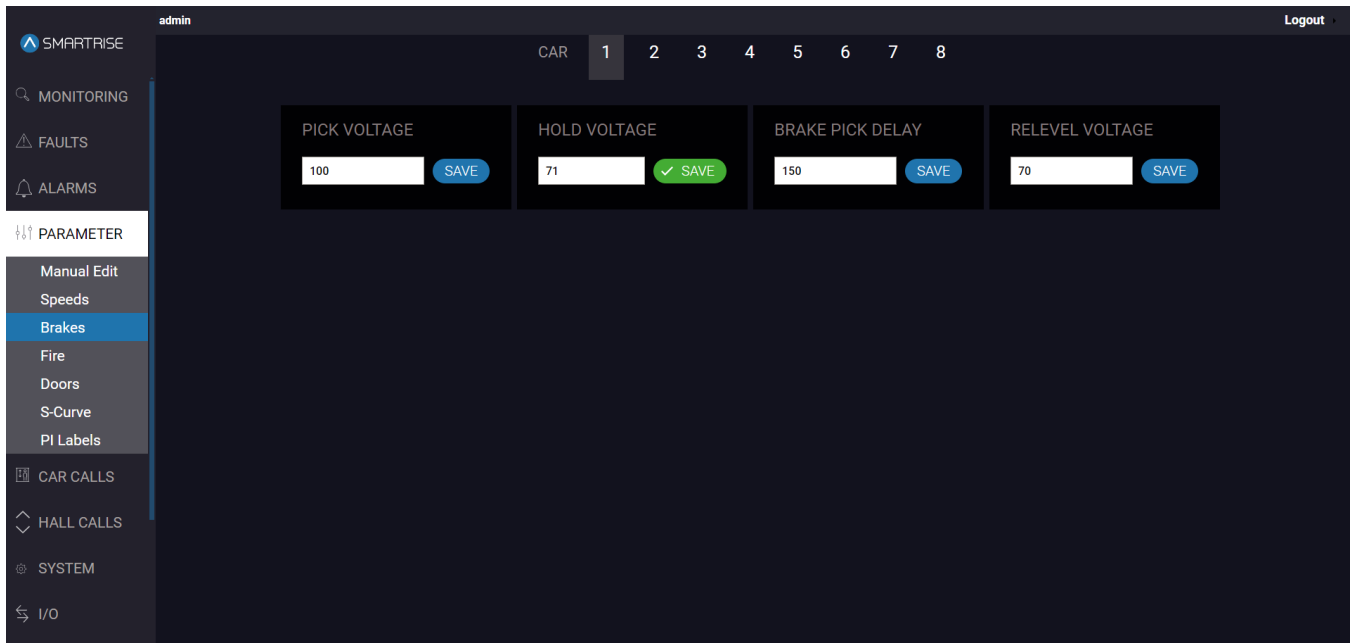 admin
Logout
SMARTRISE
CAR 1 2 3 4 5 6 7 8
MONITORING
FAULTS
ALARMS
PARAMETER
Manual Edit
Speeds
Brakes
Fire
Doors
S-Curve
PI Labels
CAR CALLS
HALL CALLS
SYSTEM
I/O
PICK VOLTAGE
100 SAVE
HOLD VOLTAGE
71 SAVE
BRAKE PICK DELAY
150 SAVE
RELEVEL VOLTAGE
70 SAVE